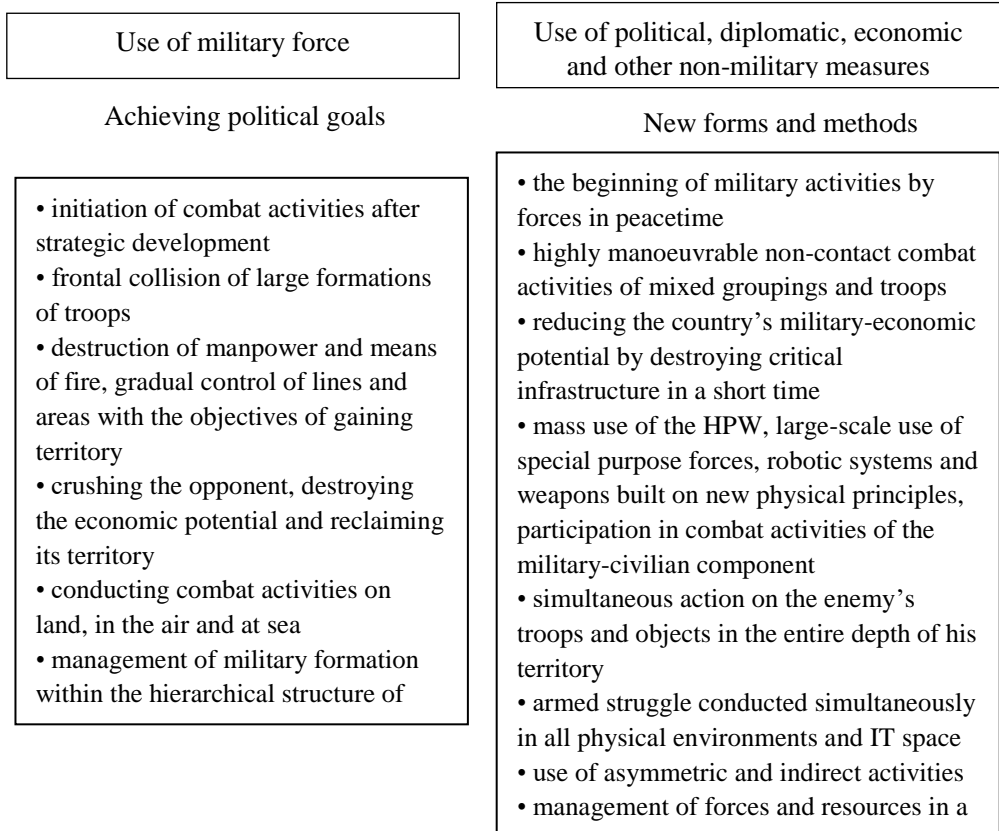 Use of military force
Achieving political goals
• initiation of combat activities after
strategic development
• frontal collision of large formations
of troops
• destruction of manpower and means
of fire, gradual control of lines and
areas with the objectives of gaining
territory
• crushing the opponent, destroying
the economic potential and reclaiming
its territory
• conducting combat activities on
land, in the air and at sea
• management of military formation
within the hierarchical structure of
Use of political, diplomatic, economic
and other non-military measures
New forms and methods
• the beginning of military activities by
forces in peacetime
• highly manoeuvrable non-contact combat
activities of mixed groupings and troops
• reducing the country’s military-economic
potential by destroying critical
infrastructure in a short time
• mass use of the HPW, large-scale use of
special purpose forces, robotic systems and
weapons built on new physical principles,
participation in combat activities of the
military-civilian component
• simultaneous action on the enemy’s
troops and objects in the entire depth of his
territory
• armed struggle conducted simultaneously
in all physical environments and IT space
• use of asymmetric and indirect activities
• management of forces and resources in a